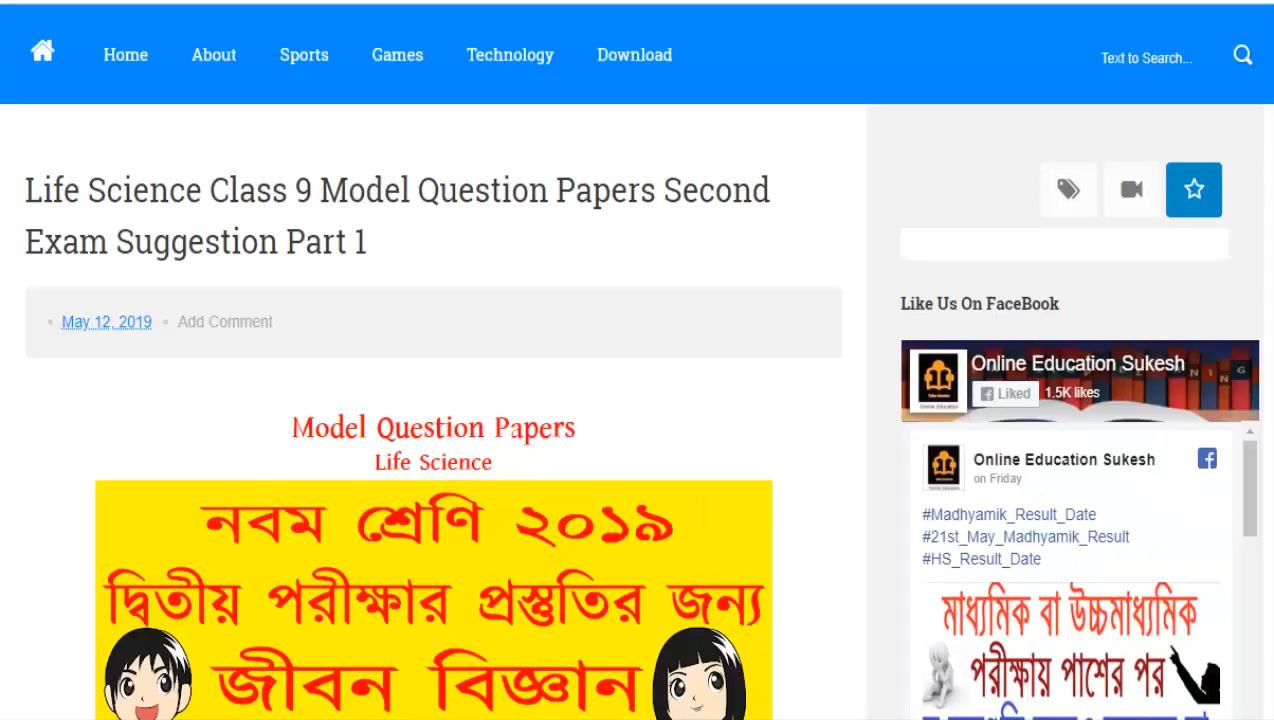 Home About Sports Games Technology Download
Text to Search...
Life Science Class 9 Model Question Papers Second
Exam Suggestion Part 1
May 12, 2019 Add Comment
Model Question Papers
Life Science
নবম শ্রেণি ২০১৯
দ্বিতীয় পরীক্ষার প্রস্তুতির জন্য
জীবন বিজ্ঞান
Like Us On FaceBook
Online Education Sukesh
Liked 1.5K likes
Online Education Sukesh
on Friday
#Madhyamik_Result_Date
#21st_May_Madhyamik_Result
#HS_Result_Date
মাধ্যমিক বা উচ্চমাধ্যমিক
পরীক্ষায় পাশের পর